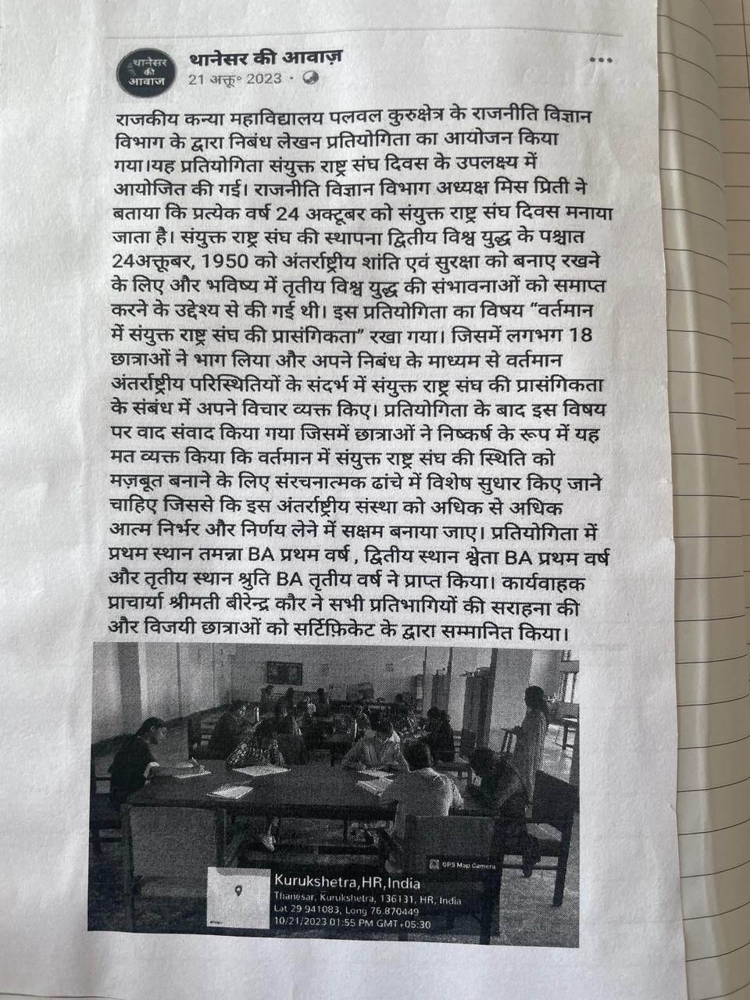 थानेसर
की
आवाज
थानेसर की आवाज़
21 अक्तू॰ 2023 ·
राजकीय कन्या महाविद्यालय पलवल कुरुक्षेत्र के राजनीति विज्ञान
विभाग के द्वारा निबंध लेखन प्रतियोगिता का आयोजन किया
गया।यह प्रतियोगिता संयुक्त राष्ट्र संघ दिवस के उपलक्ष्य में
आयोजित की गई। राजनीति विज्ञान विभाग अध्यक्ष मिस प्रिती ने
बताया कि प्रत्येक वर्ष 24 अक्टूबर को संयुक्त राष्ट्र संघ दिवस मनाया
जाता है। संयुक्त राष्ट्र संघ की स्थापना द्वितीय विश्व युद्ध के पश्चात
24अक्तूबर, 1950 को अंतर्राष्ट्रीय शांति एवं सुरक्षा को बनाए रखने
के लिए और भविष्य में तृतीय विश्व युद्ध की संभावनाओं को समाप्त
करने के उद्देश्य से की गई थी। इस प्रतियोगिता का विषय “वर्तमान
में संयुक्त राष्ट्र संघ की प्रासंगिकता” रखा गया। जिसमें लगभग 18
छात्राओं ने भाग लिया और अपने निबंध के माध्यम से वर्तमान
अंतर्राष्ट्रीय परिस्थितियों के संदर्भ में संयुक्त राष्ट्र संघ की प्रासंगिकता
के संबंध में अपने विचार व्यक्त किए। प्रतियोगिता के बाद इस विषय
पर वाद संवाद किया गया जिसमें छात्राओं ने निष्कर्ष के रूप में यह
मत व्यक्त किया कि वर्तमान में संयुक्त राष्ट्र संघ की स्थिति को
मज़बूत बनाने के लिए संरचनात्मक ढांचे में विशेष सुधार किए जाने
चाहिए जिससे कि इस अंतर्राष्ट्रीय संस्था को अधिक से अधिक
आत्म निर्भर और निर्णय लेने में सक्षम बनाया जाए। प्रतियोगिता में
प्रथम स्थान तमन्ना BA प्रथम वर्ष , द्वितीय स्थान श्वेता BA प्रथम वर्ष
और तृतीय स्थान श्रुति BA तृतीय वर्ष ने प्राप्त किया। कार्यवाहक
प्राचार्या श्रीमती बीरेन्द्र कौर ने सभी प्रतिभागियों की सराहना की
और विजयी छात्राओं को सर्टिफ़िकेट के द्वारा सम्मानित किया।
GPS Map Camera
Kurukshetra,HR,India
Thanesar, Kurukshetra, 136131, HR, India
Lat 29 941083, Long 76.870449
10/21/2023 01:55 PM GMT+05:30